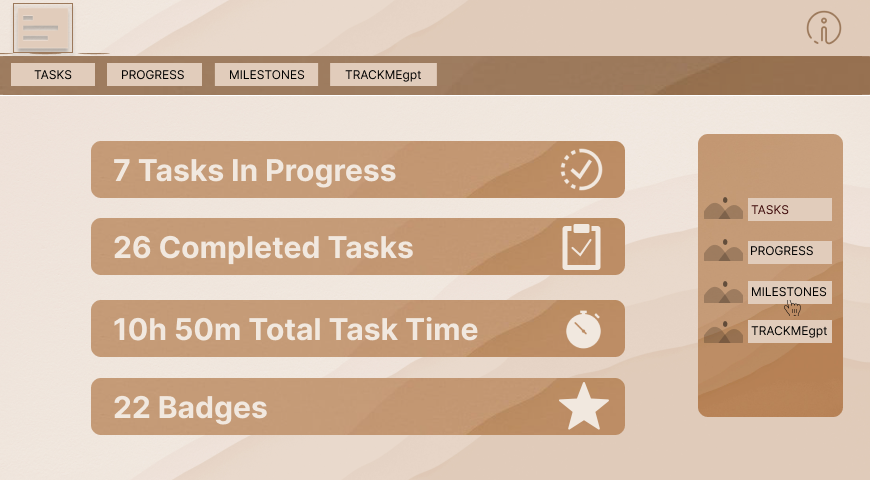 TASKS PROGRESS MILESTONES TRACKMEgpt
7 Tasks In Progress
26 Completed Tasks
10h 50m Total Task Time
22 Badges
TASKS
PROGRESS
MILESTONES
TRACKMEgpt